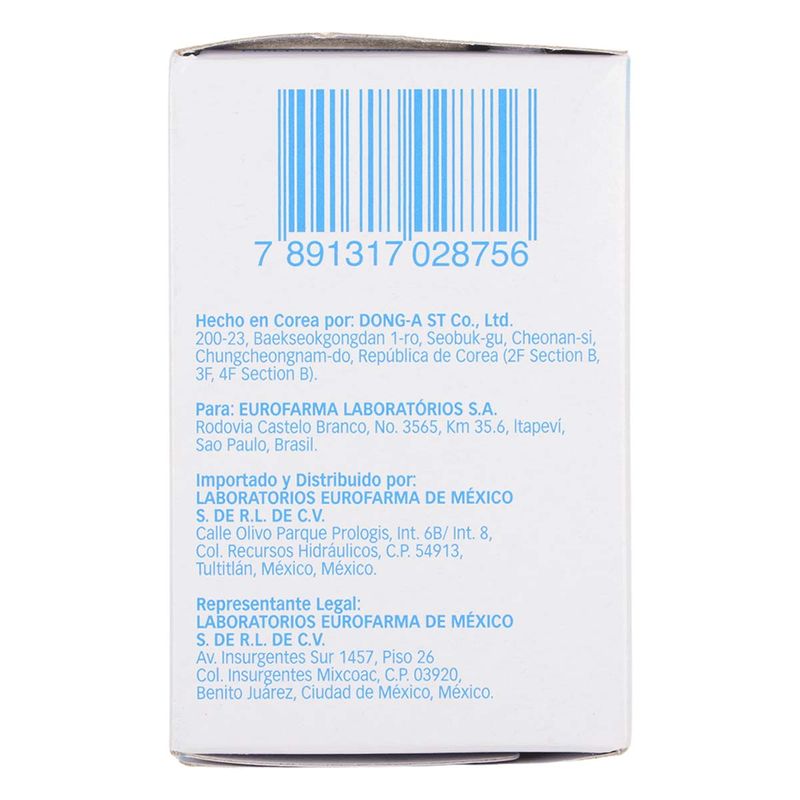 7 891317 028756
Hecho en Corea por: DONG-A ST Co., Ltd.
200-23, Baekseokgongdan 1-ro, Seobuk-gu, Cheonan-si,
Chungcheongnam-do, República de Corea (2F Section B,
3F, 4F Section B).
Para: EUROFARMA LABORATÓRIOS S.A.
Rodovia Castelo Branco, No. 3565, Km 35.6, Itapeví,
Sao Paulo, Brasil.
Importado y Distribuido por:
LABORATORIOS EUROFARMA DE MÉXICO
S. DE R.L. DE C.V.
Calle Olivo Parque Prologis, Int. 6B/ Int. 8,
Col. Recursos Hidráulicos, C.P. 54913,
Tultitlán, México, México.
Representante Legal:
LABORATORIOS EUROFARMA DE MÉXICO
S. DE R.L. DE C.V.
Av. Insurgentes Sur 1457, Piso 26
Col. Insurgentes Mixcoac, C.P. 03920,
Benito Juárez, Ciudad de México, México.